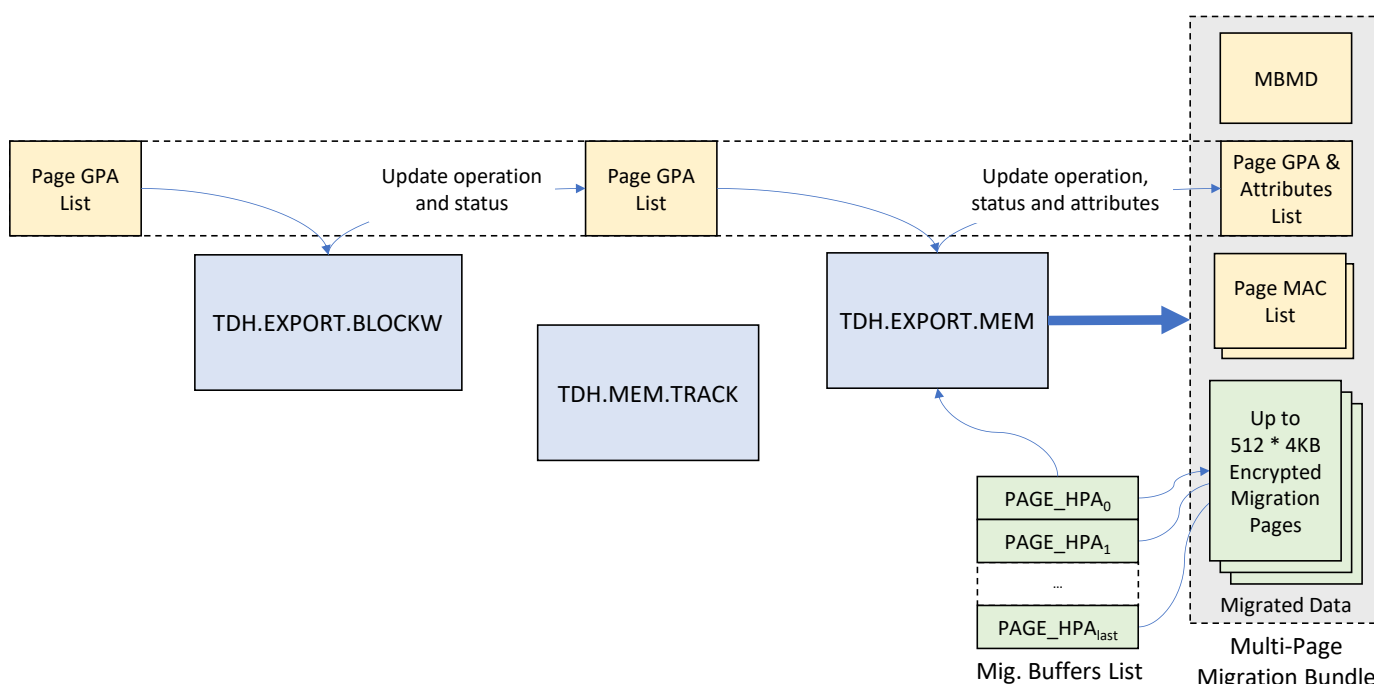 MBMD
Page GPA
List
Update operation
and status
Page GPA
List
Update operation,
status and attributes
Page GPA &
Attributes
List
TDH.EXPORT.BLOCKW
TDH.MEM.TRACK
TDH.EXPORT.MEM
Page MAC
List
Up to
512 * 4KB
Encrypted
Migration
Pages
PAGE_HPA0
PAGE_HPA1
...
PAGE_HPAlast
Mig. Buffers List
Migrated Data
Multi-Page
Migration Bundle